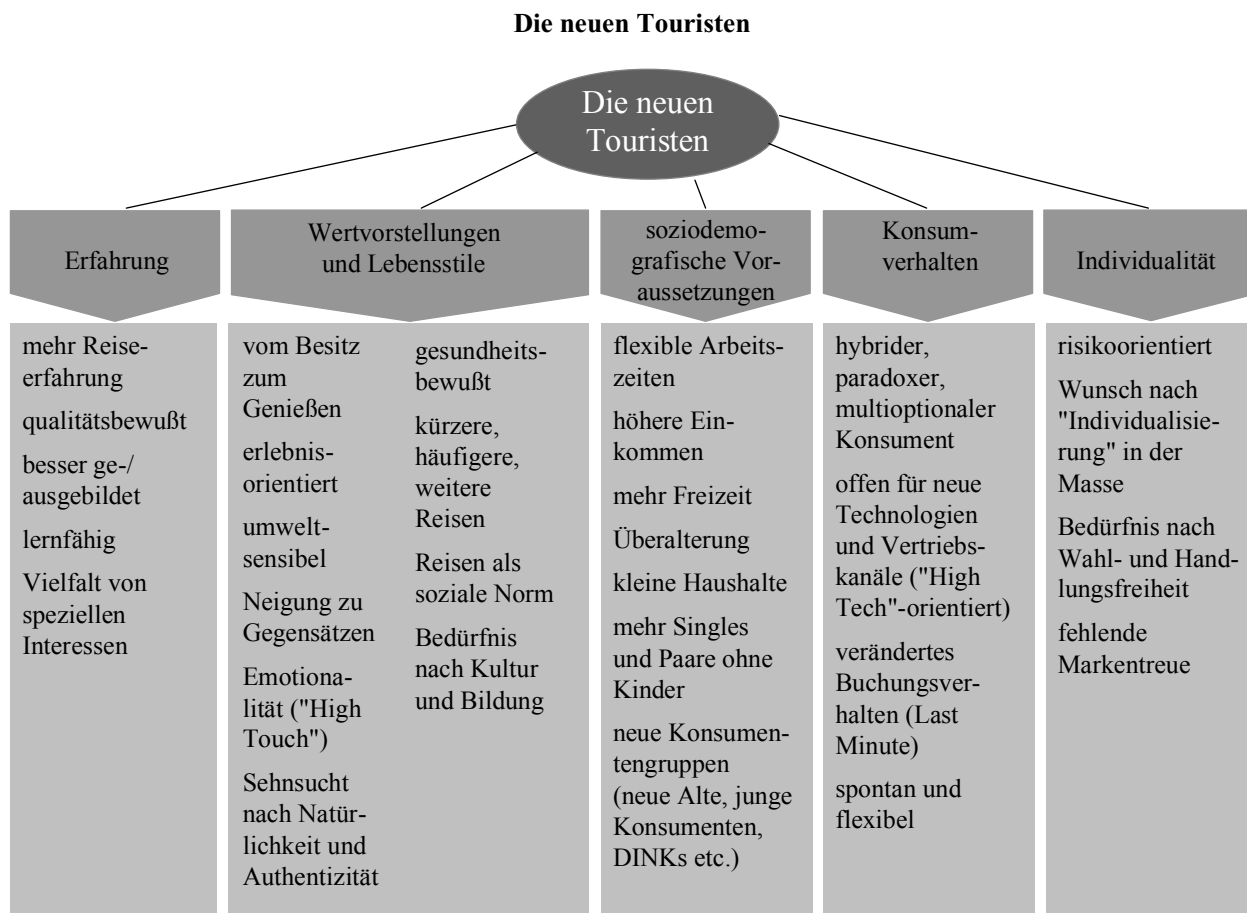 Die neuen Touristen
Die neuen
Touristen
Erfahrung
Wertvorstellungen
und Lebensstile
soziodemo-
grafische Vor-
aussetzungen
Konsum-
verhalten
Individualität
mehr Reise-
erfahrung
qualitätsbewußt
besser ge-/
ausgebildet
lernfähig
Vielfalt von
speziellen
Interessen
vom Besitz
zum
Genießen
erlebnis-
orientiert
umwelt-
sensibel
Neigung zu
Gegensätzen
Emotiona-
lität ("High
Touch")
Sehnsucht
nach Natür-
lichkeit und
Authentizität
gesundheits-
bewußt
kürzere,
häufigere,
weitere
Reisen
Reisen als
soziale Norm
Bedürfnis
nach Kultur
und Bildung
flexible Arbeits-
zeiten
höhere Ein-
kommen
mehr Freizeit
Überalterung
kleine Haushalte
mehr Singles
und Paare ohne
Kinder
neue Konsumen-
tengruppen
(neue Alte, junge
Konsumenten,
DINKs etc.)
hybrider,
paradoxer,
multioptionaler
Konsument
offen für neue
Technologien
und Vertriebs-
kanäle ("High
Tech"-orientiert)
verändertes
Buchungsver-
halten (Last
Minute)
spontan und
flexibel
risikoorientiert
Wunsch nach
"Individualisie-
rung" in der
Masse
Bedürfnis nach
Wahl- und Hand-
lungsfreiheit
fehlende
Markentreue